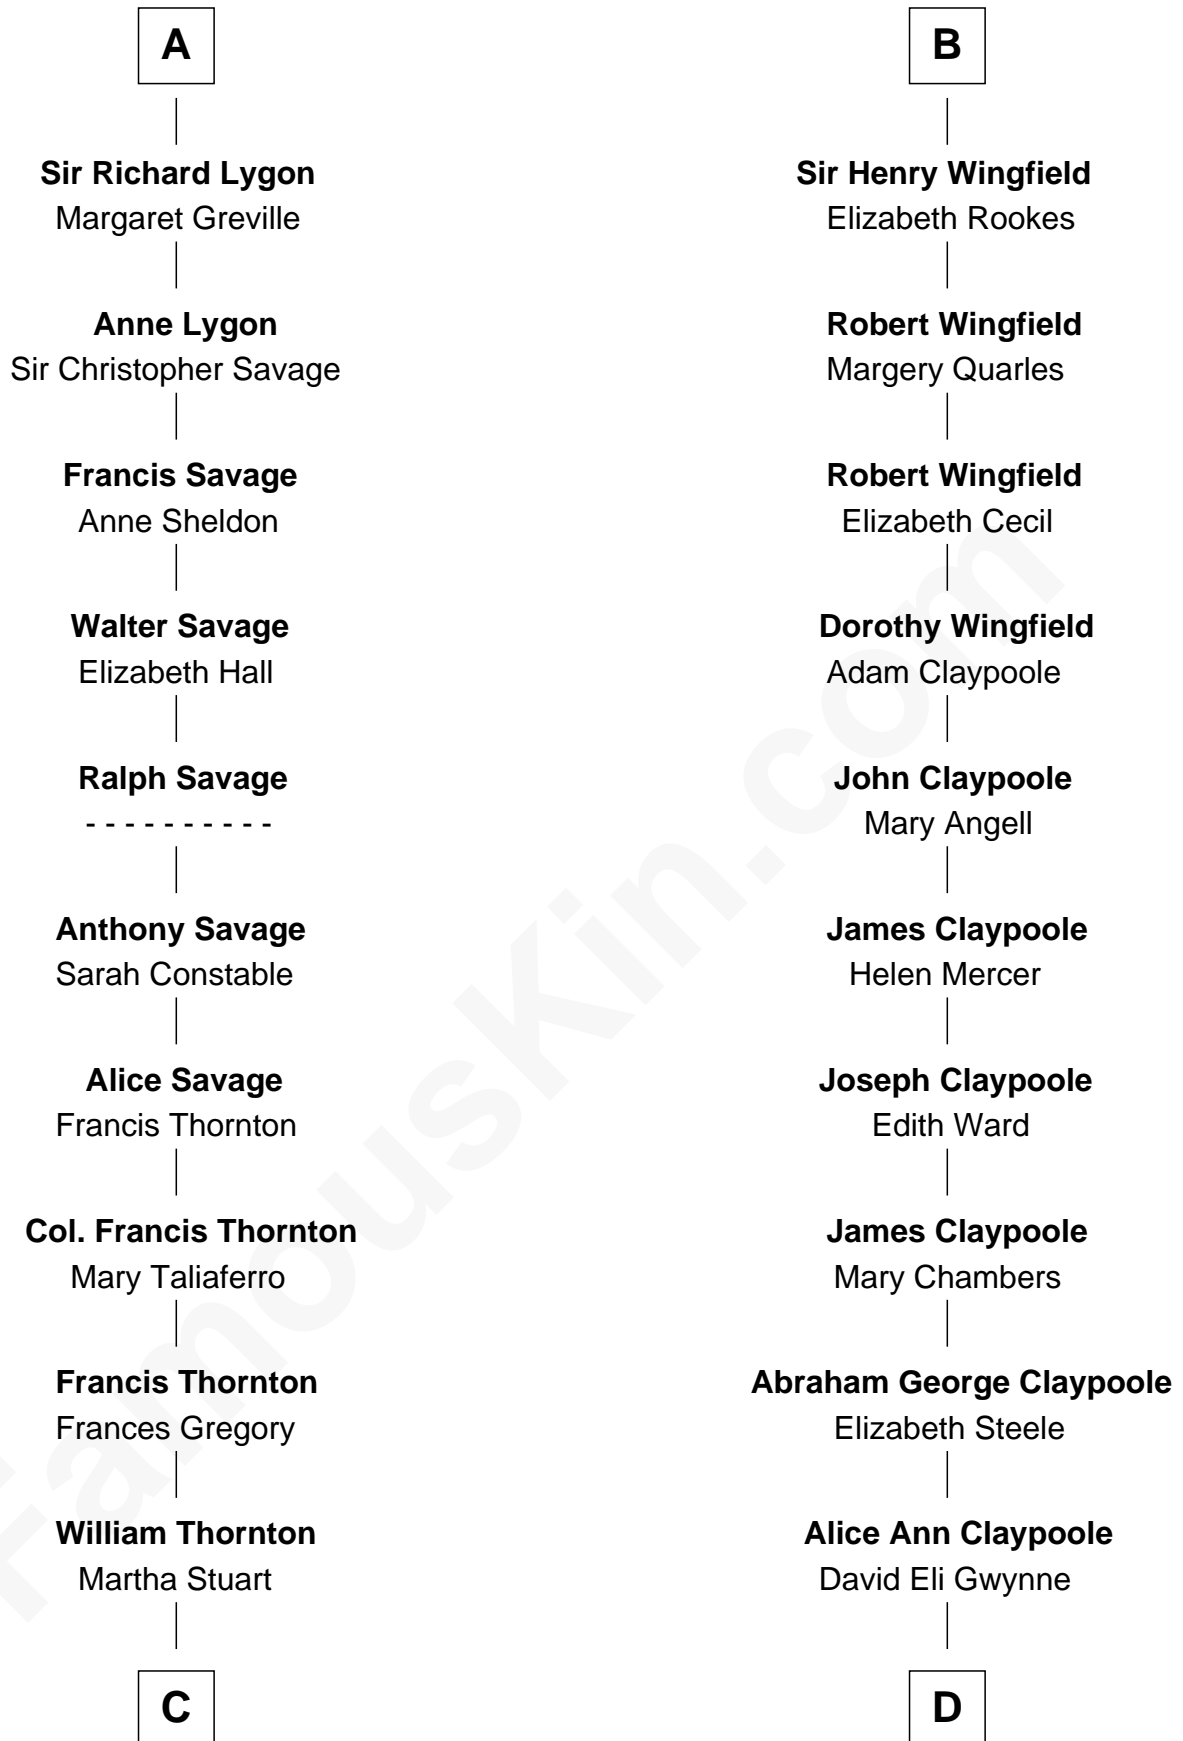 A
Sir Richard Lygon
Margaret Greville
Anne Lygon
Sir Christopher Savage
Francis Savage
Anne Sheldon
Walter Savage
Elizabeth Hall
Ralph Savage
- - - - - - - - - -
Anthony Savage
Sarah Constable
Alice Savage
Francis Thornton
Col. Francis Thornton
Mary Taliaferro
Francis Thornton
Frances Gregory
William Thornton
Martha Stuart
C
B
Sir Henry Wingfield
Elizabeth Rookes
Robert Wingfield
Margery Quarles
Robert Wingfield
Elizabeth Cecil
Dorothy Wingfield
Adam Claypoole
John Claypoole
Mary Angell
James Claypoole
Helen Mercer
Joseph Claypoole
Edith Ward
James Claypoole
Mary Chambers
Abraham George Claypoole
Elizabeth Steele
Alice Ann Claypoole
David Eli Gwynne
D
FamousKin.com